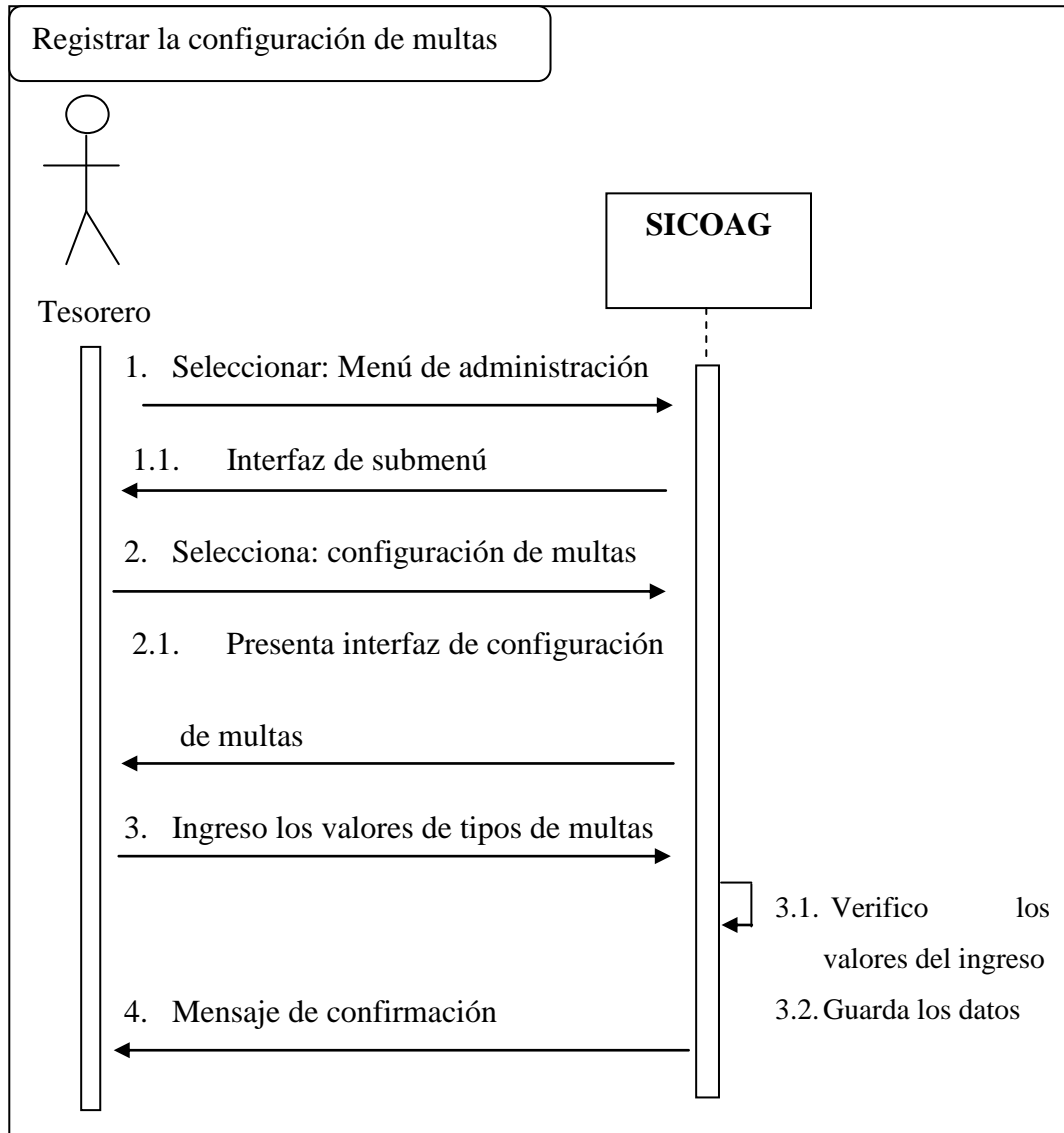 Registrar la configuración de multas
SICOAG
Tesorero
1. Seleccionar: Menú de administración
1.1. Interfaz de submenú
2. Selecciona: configuración de multas
2.1. Presenta interfaz de configuración
de multas
3. Ingreso los valores de tipos de multas
3.1. Verifico los
valores del ingreso
3.2. Guarda los datos
4. Mensaje de confirmación